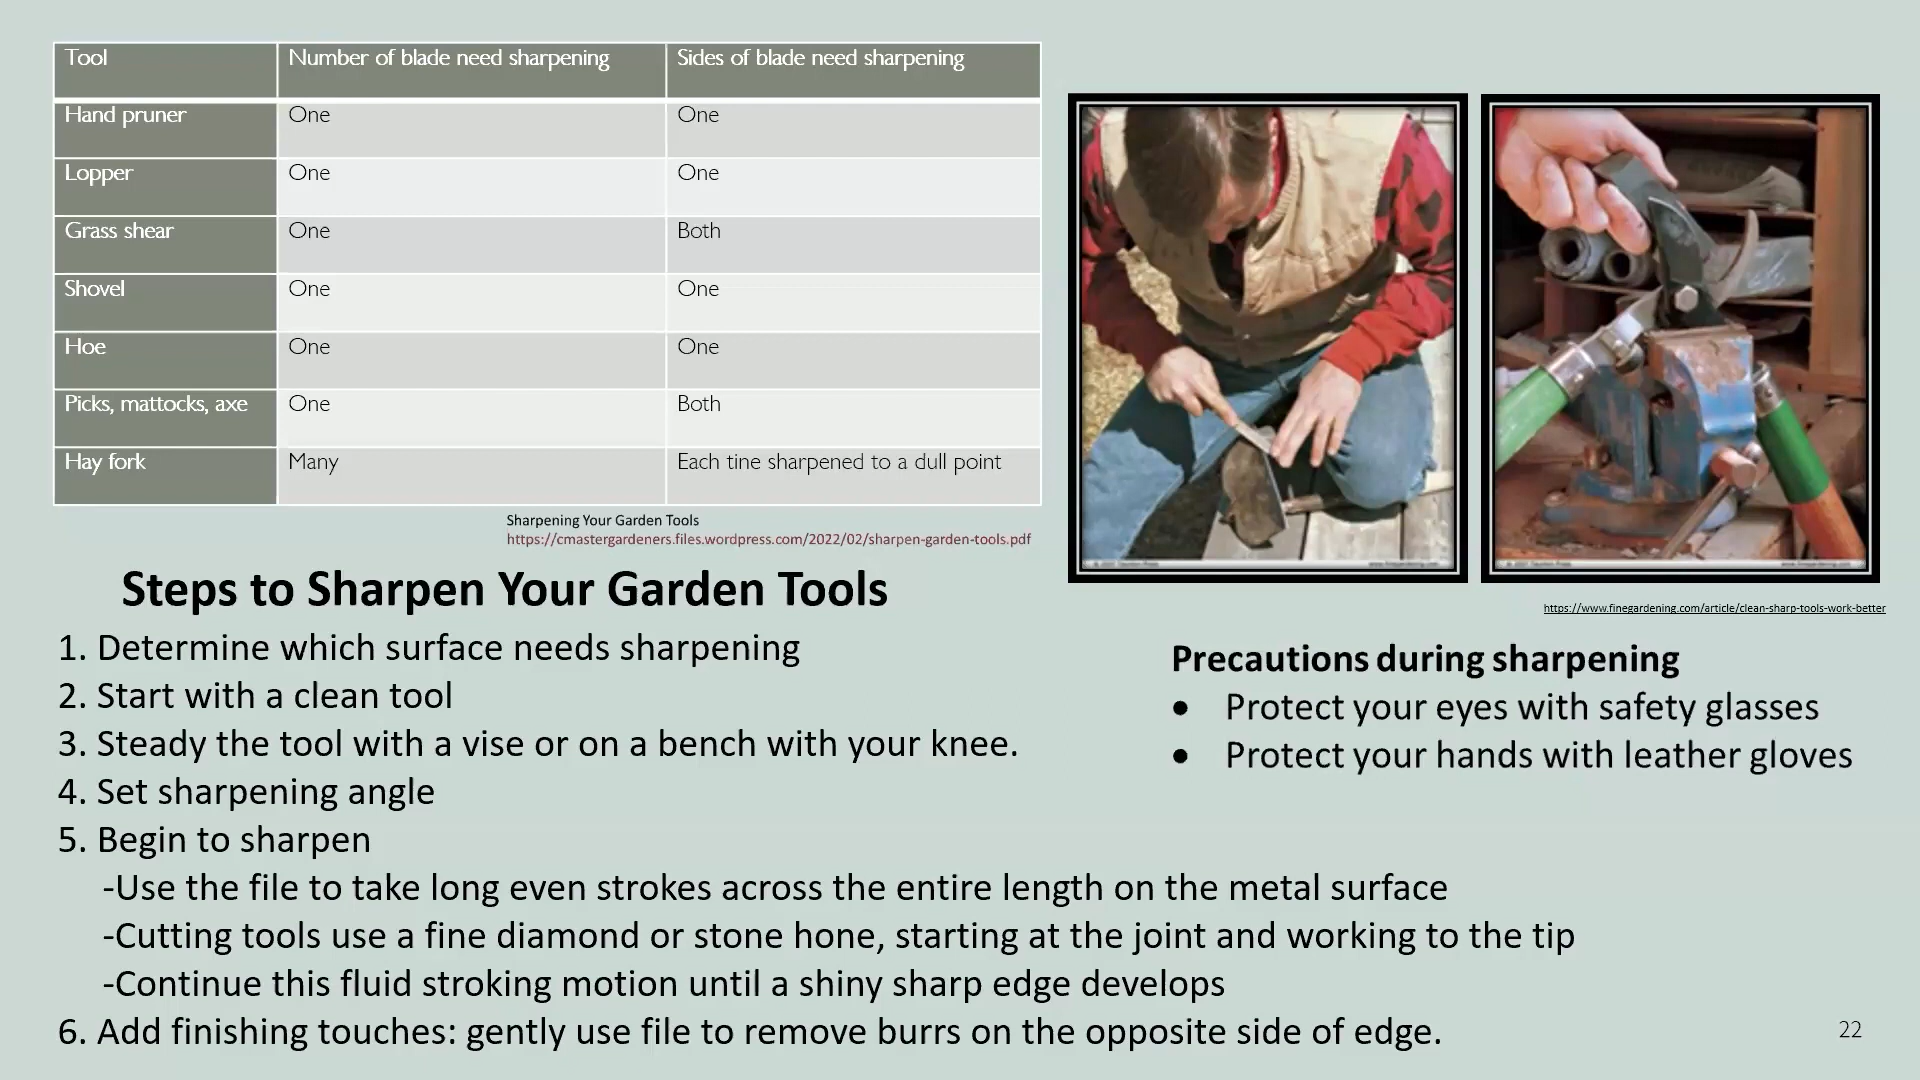 Tool Number of blade need sharpening Sides of blade need sharpening
Hand pruner One One
Lopper One One
Grass shear One Both
Shovel One One
Hoe One One
Picks, mattocks, axe One Both
Hay fork Many Each tine sharpened to a dull point
Sharpening Your Garden Tools
https://cmastergardeners.files.wordpress.com/2022/02/sharpen-garden-tools.pdf
https://www.finegardening.com/article/clean-sharp-tools-work-better
Steps to Sharpen Your Garden Tools
1. Determine which surface needs sharpening
2. Start with a clean tool
3. Steady the tool with a vise or on a bench with your knee.
4. Set sharpening angle
5. Begin to sharpen
-Use the file to take long even strokes across the entire length on the metal surface
-Cutting tools use a fine diamond or stone hone, starting at the joint and working to the tip
-Continue this fluid stroking motion until a shiny sharp edge develops
6. Add finishing touches: gently use file to remove burrs on the opposite side of edge.
Precautions during sharpening
• Protect your eyes with safety glasses
• Protect your hands with leather gloves
22